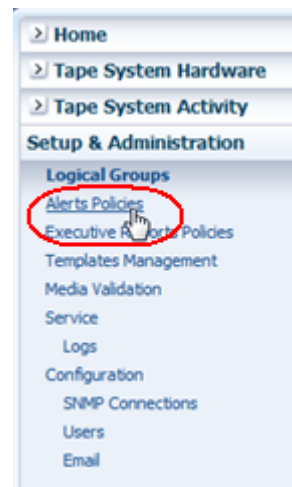 Home
Tape System Hardware
Tape System Activity
Setup & Administration
Logical Groups
Alerts Policies
Executive Reports Policies
Templates Management
Media Validation
Service
Logs
Configuration
SNMP Connections
Users
Email